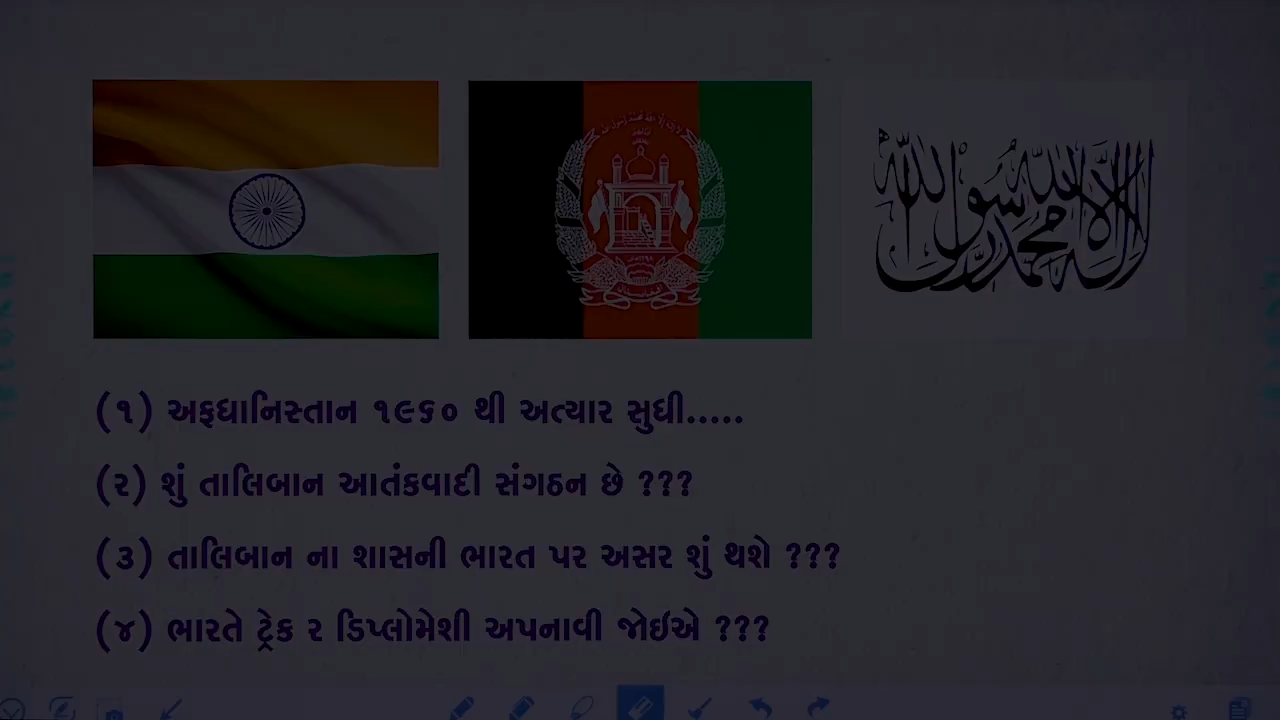 لا إله إلا الله محمد رسول الله
(૧) અફઘાનિસ્તાન ૧૯૬૦ થી અત્યાર સુધી.....
(૨) શું તાલિબાન આતંકવાદી સંગઠન છે ???
(૩) તાલિબાન ના શાસની ભારત પર અસર શું થશે ???
(૪) ભારતે ટ્રેક ૨ ડિપ્લોમેશી અપનાવી જોઇએ ???